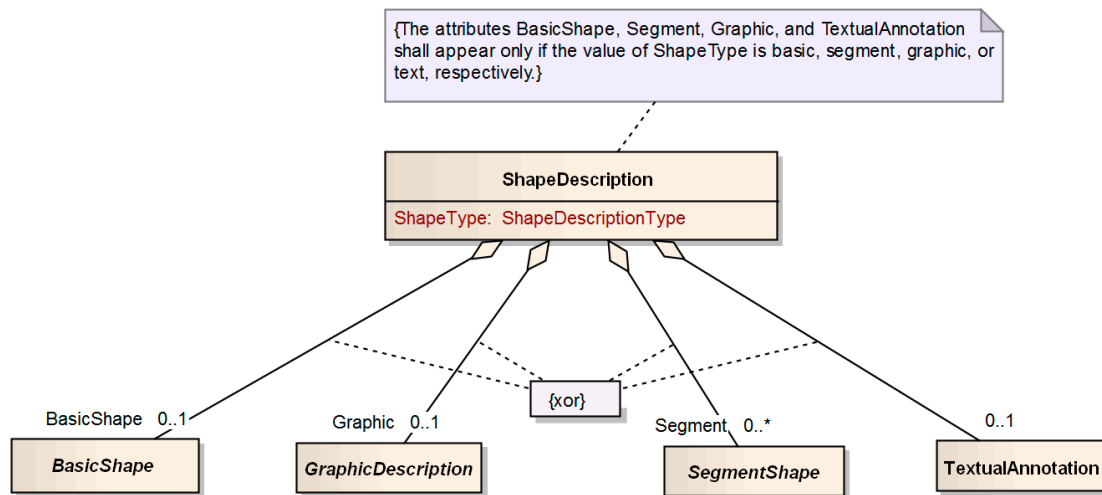 {The attributes BasicShape, Segment, Graphic, and TextualAnnotation
shall appear only if the value of ShapeType is basic, segment, graphic, or
text, respectively.}
ShapeDescription
ShapeType: ShapeDescriptionType
{xor}
BasicShape 0..1
Graphic 0..1
Segment 0..*
0..1
BasicShape
GraphicDescription
SegmentShape
TextualAnnotation